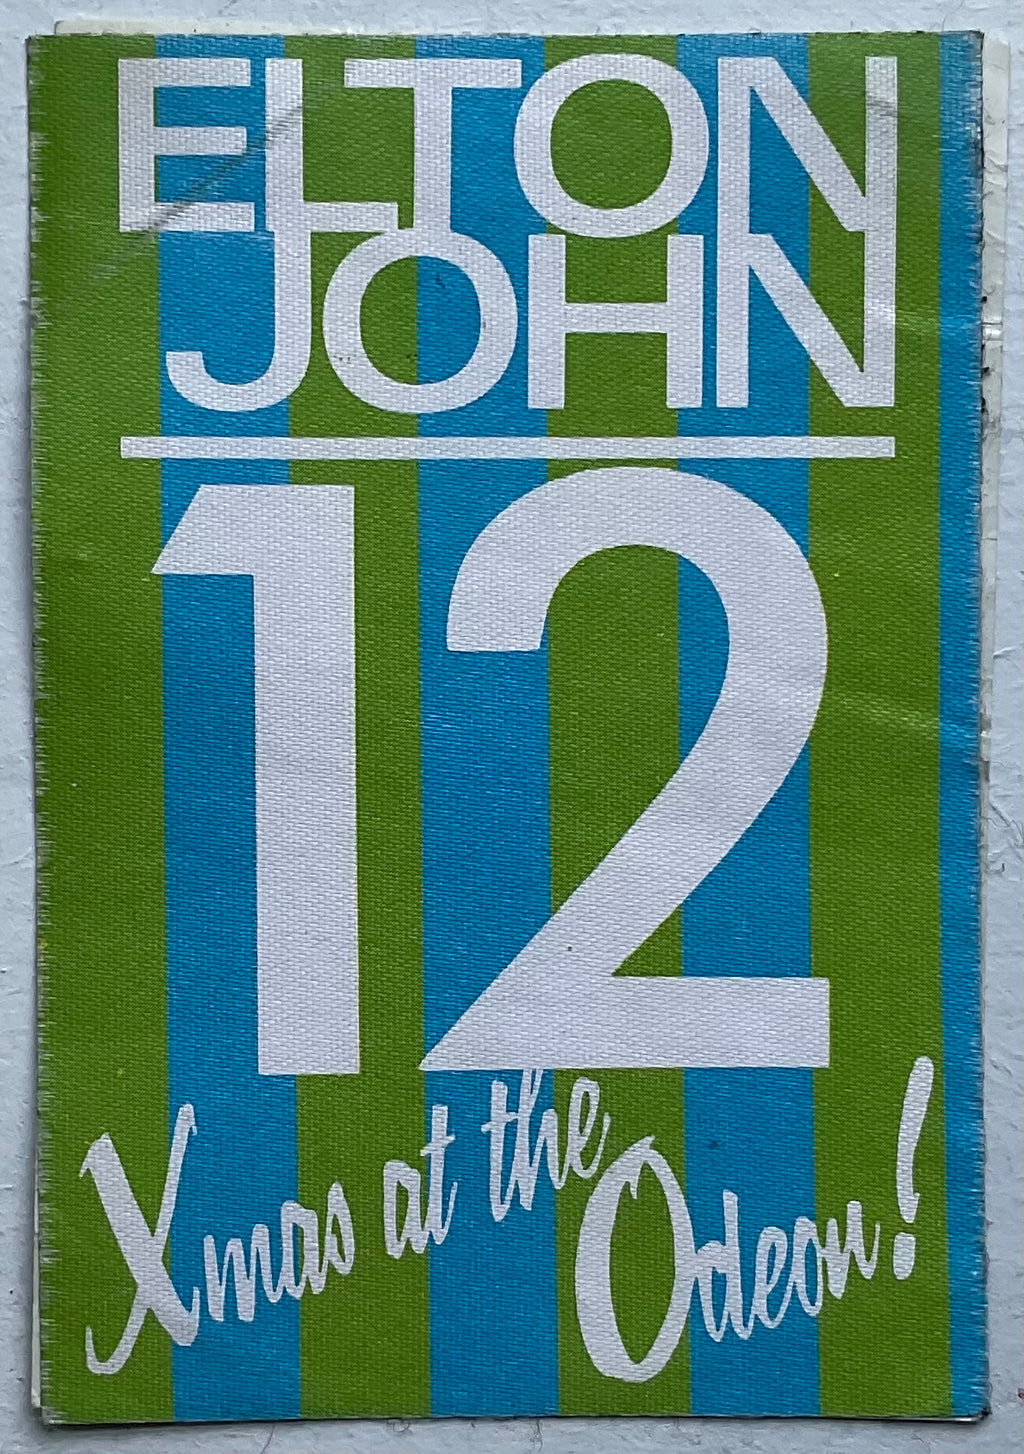 ELTON
JOHN
12
Xmas at the
Odeon!